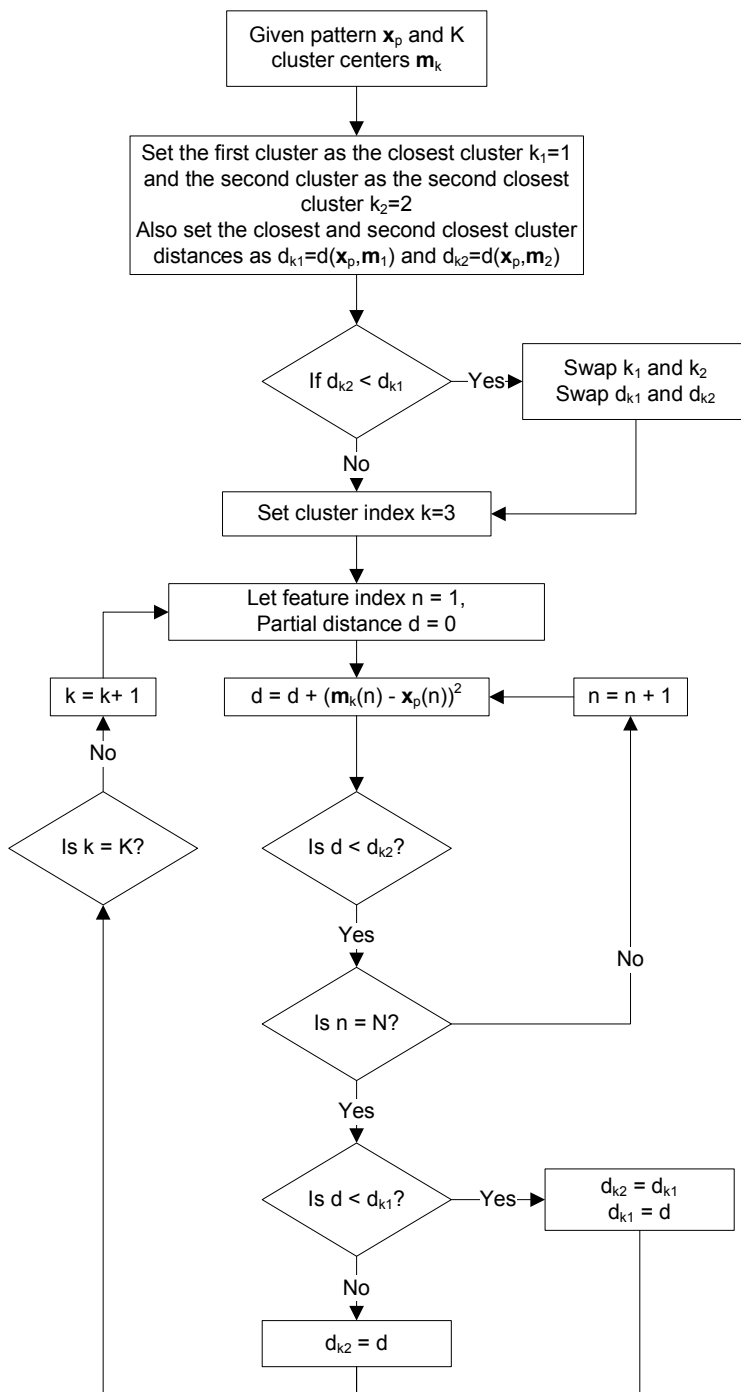 Given pattern xₚ and K
cluster centers mₖ
Set the first cluster as the closest cluster k₁=1
and the second cluster as the second closest
cluster k₂=2
Also set the closest and second closest cluster
distances as dₖ₁=d(xₚ,m₁) and dₖ₂=d(xₚ,m₂)
If dₖ₂ < dₖ₁
Yes
Swap k₁ and k₂
Swap dₖ₁ and dₖ₂
No
Set cluster index k=3
Let feature index n = 1,
Partial distance d = 0
k = k+ 1
d = d + (mₖ(n) - xₚ(n))²
n = n + 1
No
Is k = K?
Is d < dₖ₂?
Yes
No
Is n = N?
Yes
Is d < dₖ₁?
Yes
dₖ₂ = dₖ₁
dₖ₁ = d
No
dₖ₂ = d